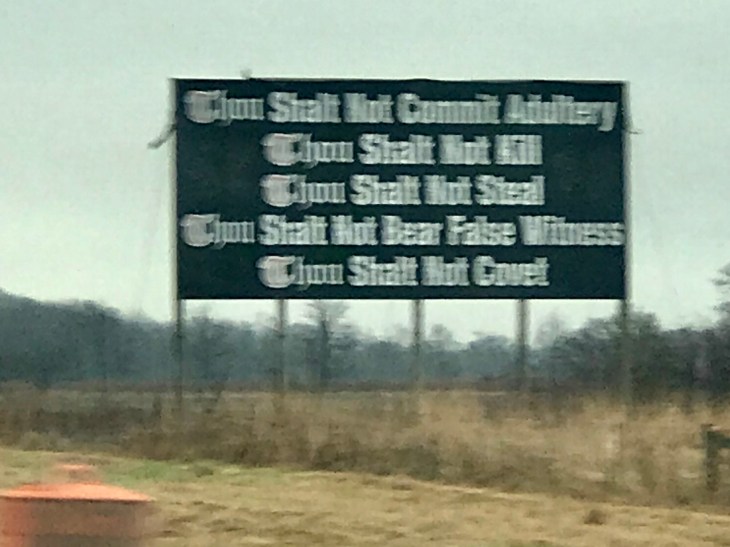 Thou Shalt Not Commit Adultery
Thou Shalt Not Kill
Thou Shalt Not Steal
Thou Shalt Not Bear False Witness
Thou Shalt Not Covet